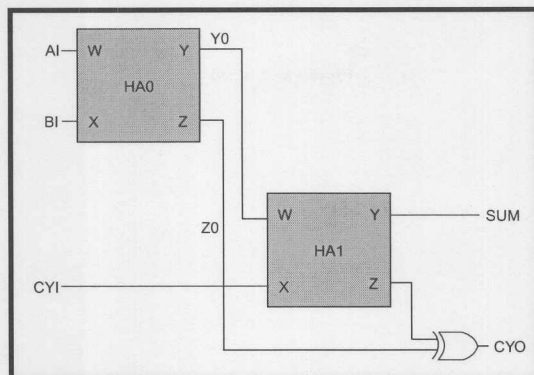 Y0
AI W Y
HA0
BI X Z
W Y SUM
Z0
HA1
CYI X Z
CYO